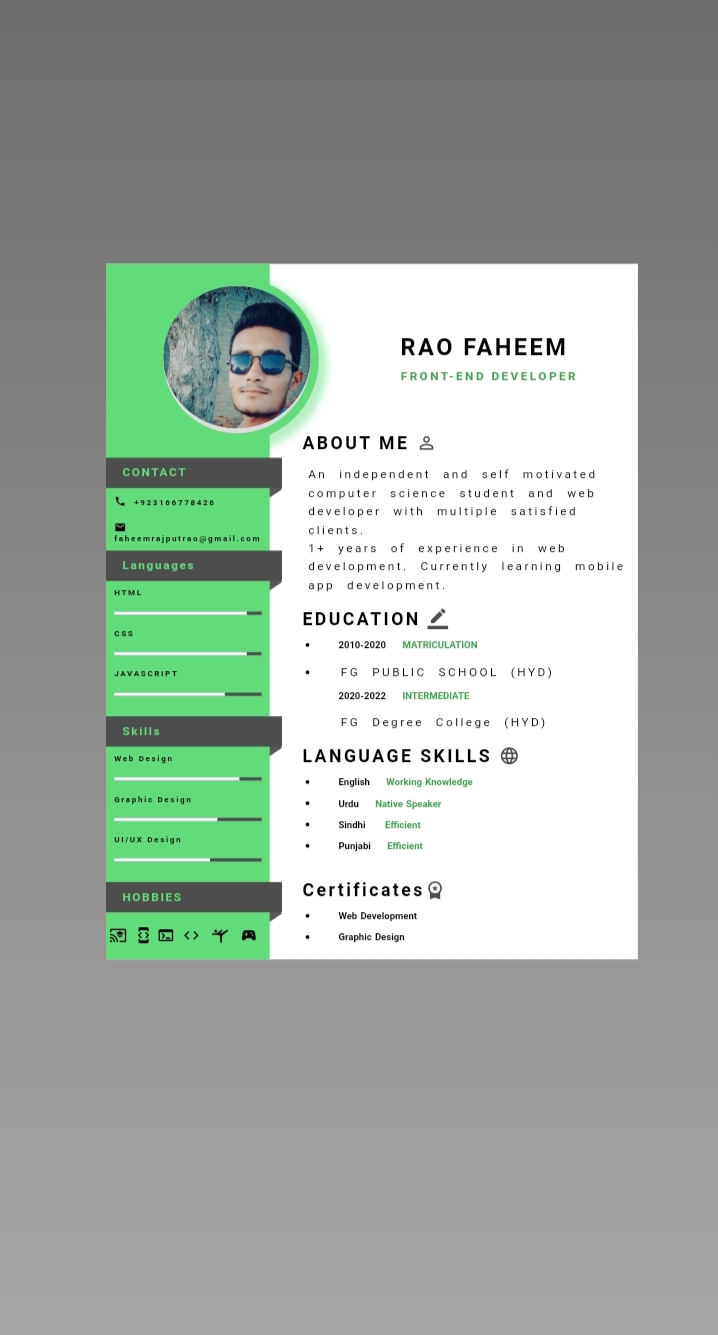 RAO FAHEEM
FRONT-END DEVELOPER
CONTACT
+923166778426
faheemrajputrao@gmail.com
Languages
HTML
CSS
JAVASCRIPT
Skills
Web Design
Graphic Design
UI/UX Design
HOBBIES
ABOUT ME
An independent and self motivated
computer science student and web
developer with multiple satisfied
clients.
1+ years of experience in web
development. Currently learning mobile
app development.
EDUCATION
2010-2020 MATRICULATION
FG PUBLIC SCHOOL (HYD)
2020-2022 INTERMEDIATE
FG Degree College (HYD)
LANGUAGE SKILLS
English Working Knowledge
Urdu Native Speaker
Sindhi Efficient
Punjabi Efficient
Certificates
Web Development
Graphic Design